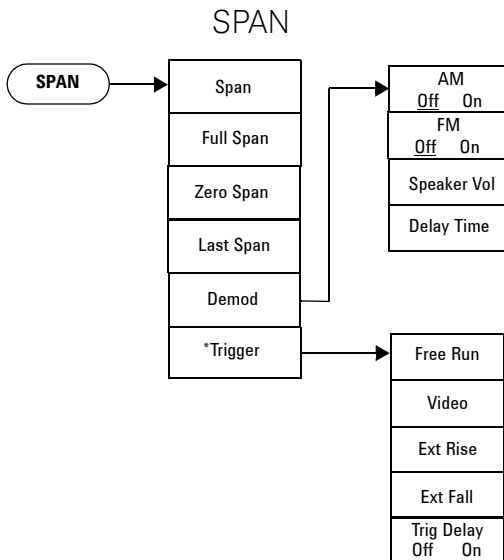 SPAN
SPAN
Span
Full Span
Zero Span
Last Span
Demod
*Trigger
AM
Off On
FM
Off On
Speaker Vol
Delay Time
Free Run
Video
Ext Rise
Ext Fall
Trig Delay
Off On